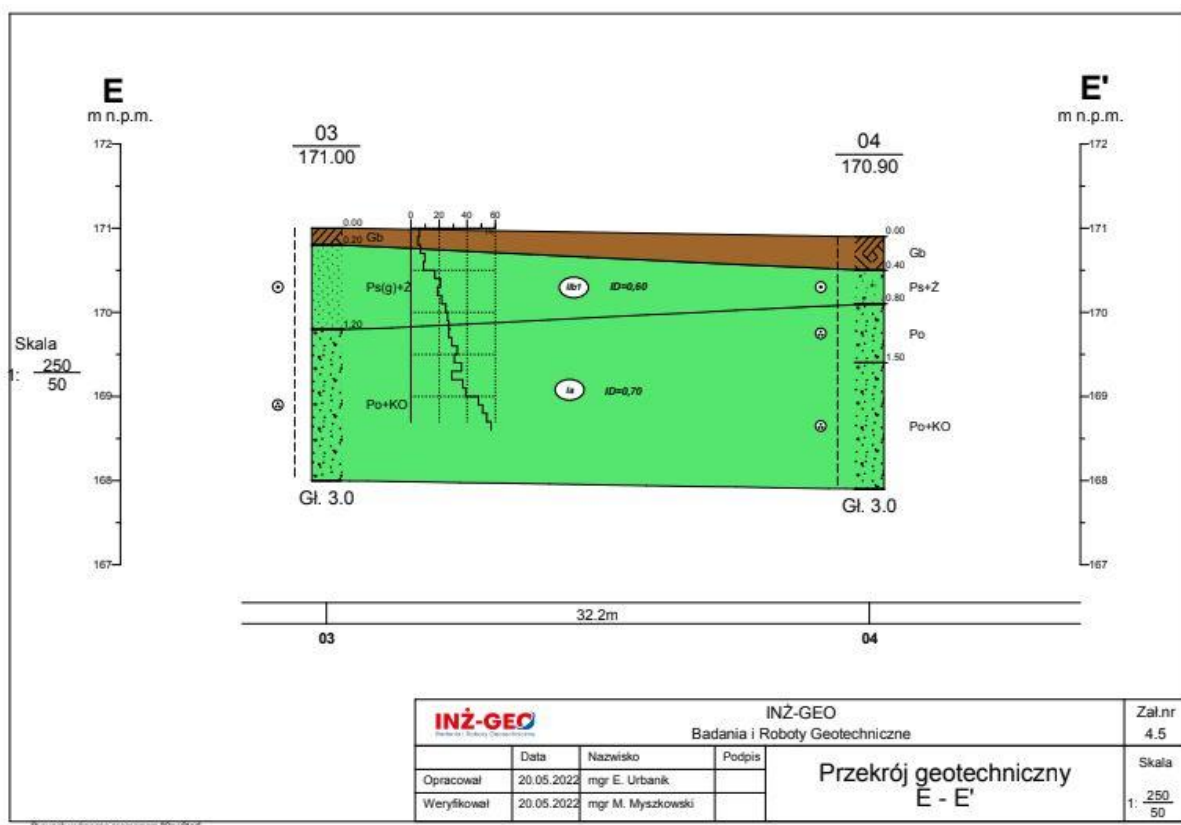 E
m n.p.m.
E'
m n.p.m.
03
171.00
04
170.90
172
171
170
169
168
167
172
171
170
169
168
167
Skala
1: 250
50
0 20 40 60
0.00
Gb
0.20
Ps(g)+Ż
1.20
Po+KO
Gł. 3.0
IIb1 ID=0,60
Ia ID=0,70
0.00
Gb
0.40
Ps+Ż
0.80
Po
1.50
Po+KO
Gł. 3.0
32.2m
03 04
INŻ-GEO
Badania i Roboty Geotechniczne
INŻ-GEO
Badania i Roboty Geotechniczne
Zał.nr
4.5
Data Nazwisko Podpis
Opracował 20.05.2022 mgr E. Urbanik
Weryfikował 20.05.2022 mgr M. Myszkowski
Przekrój geotechniczny
E - E'
Skala
1: 250
50